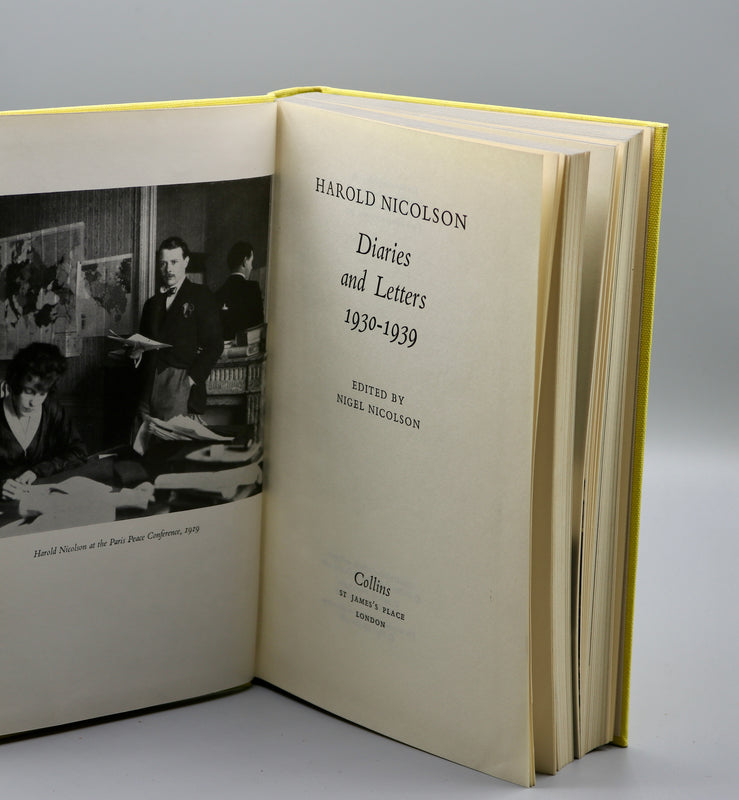 Harold Nicolson at the Paris Peace Conference, 1919
HAROLD NICOLSON
Diaries
and Letters
1930-1939
EDITED BY
NIGEL NICOLSON
Collins
ST JAMES'S PLACE
LONDON